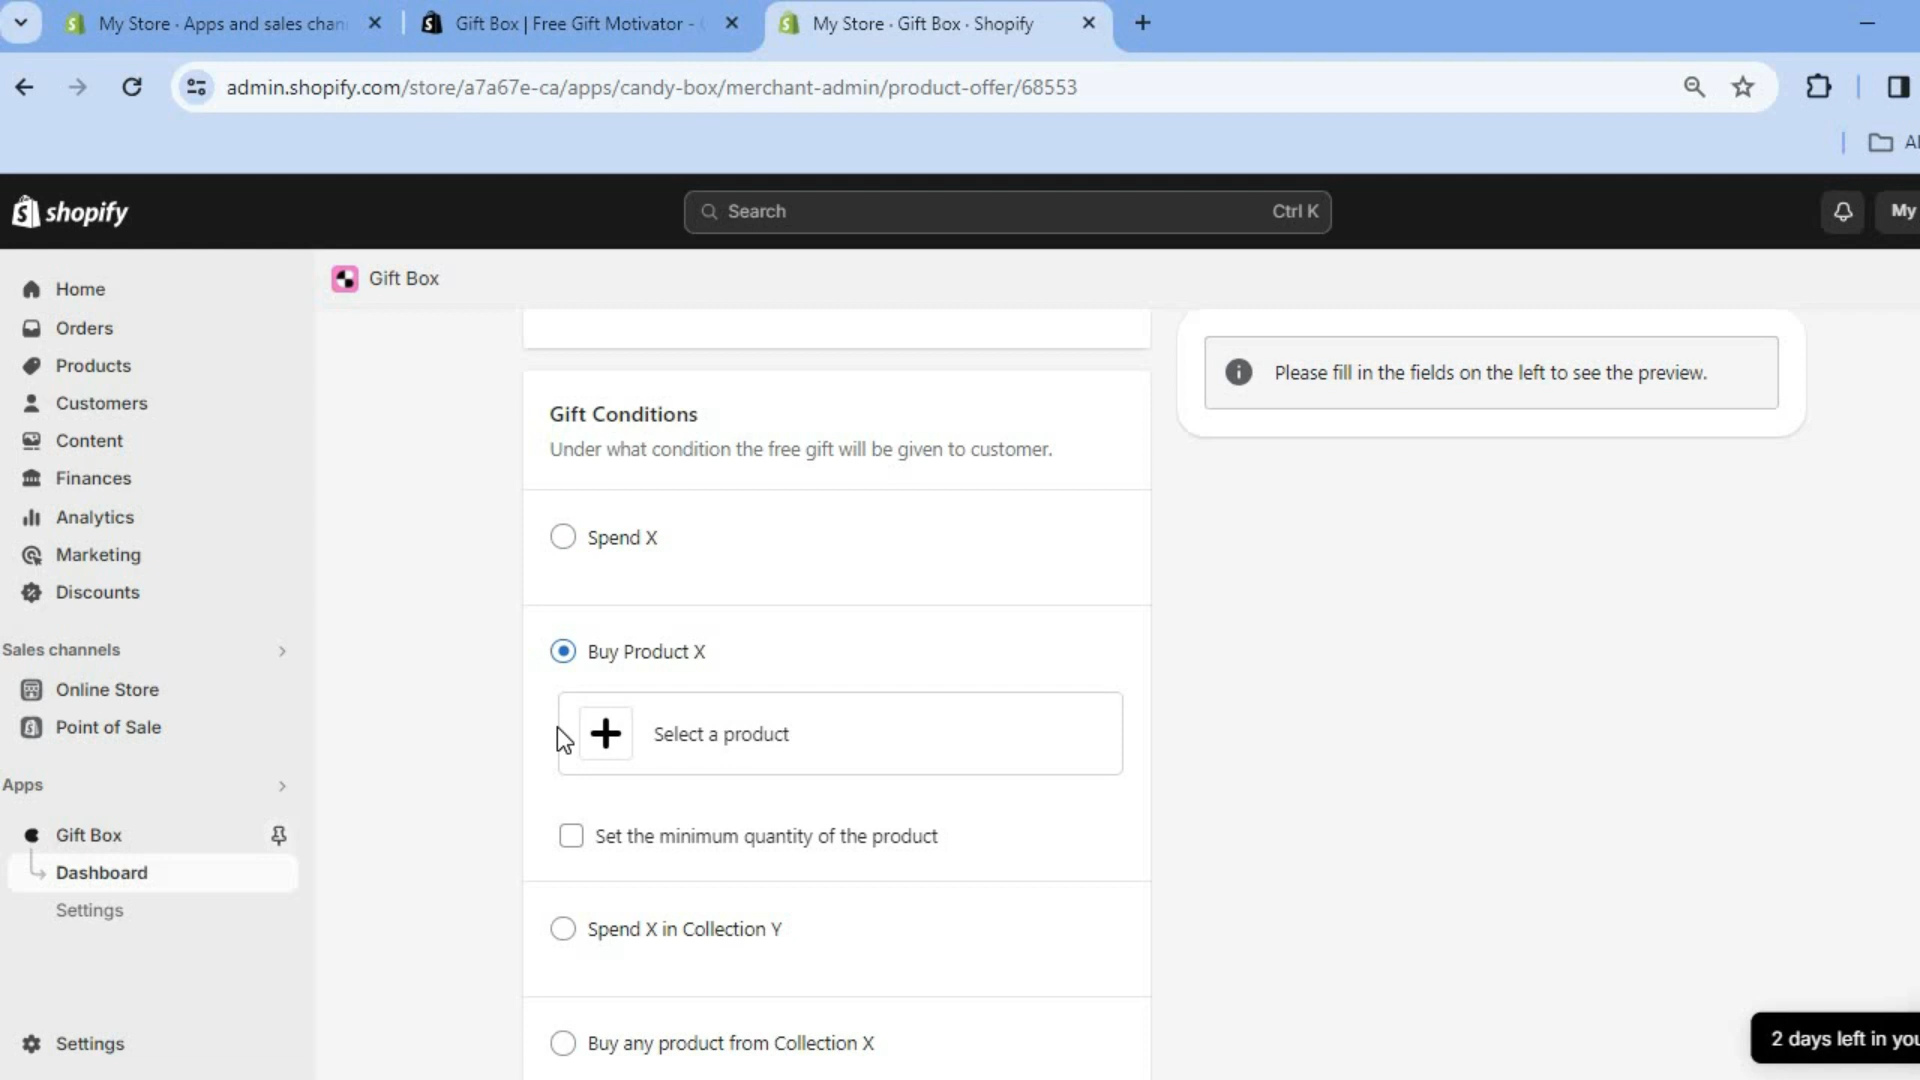 My Store · Apps and sales chan
Gift Box | Free Gift Motivator -
My Store · Gift Box · Shopify
admin.shopify.com/store/a7a67e-ca/apps/candy-box/merchant-admin/product-offer/68553
shopify
Search
Ctrl K
My
Gift Box
Home
Orders
Products
Customers
Content
Finances
Analytics
Marketing
Discounts
Sales channels
Online Store
Point of Sale
Apps
Gift Box
Dashboard
Settings
Settings
Gift Conditions
Under what condition the free gift will be given to customer.
Spend X
Buy Product X
Select a product
Set the minimum quantity of the product
Spend X in Collection Y
Buy any product from Collection X
Please fill in the fields on the left to see the preview.
2 days left in you